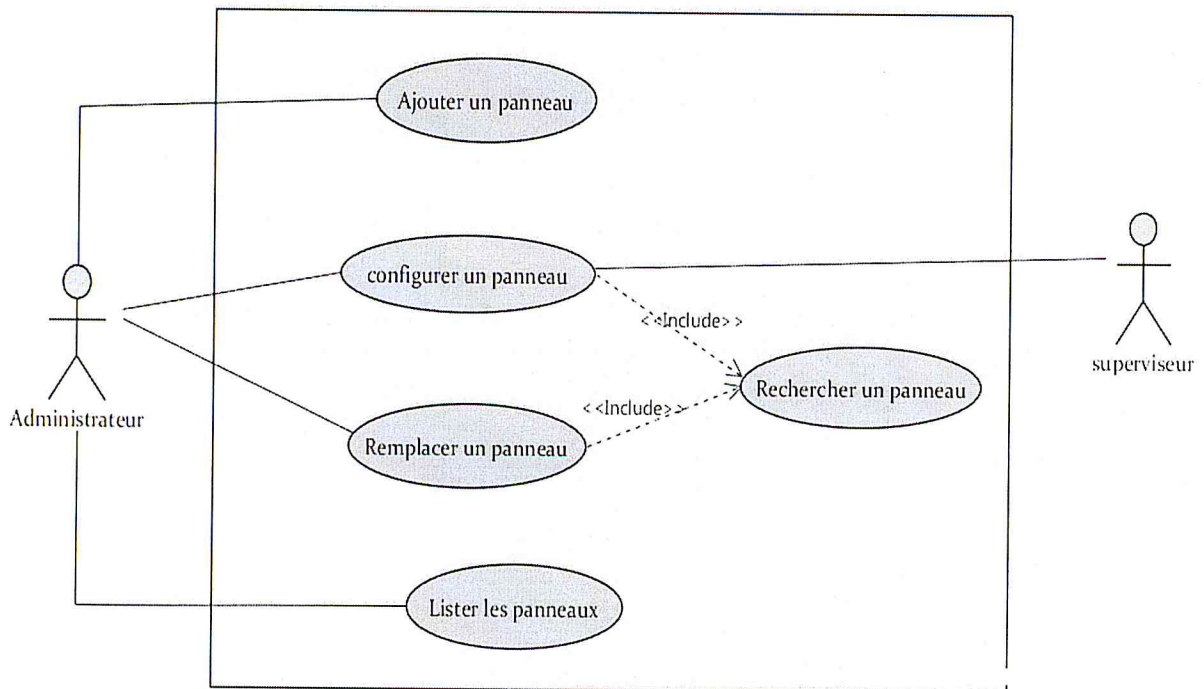 Ajouter un panneau
configurer un panneau
<<Include>>
superviseur
Rechercher un panneau
<<Include>>
Administrateur
Remplacer un panneau
Lister les panneaux